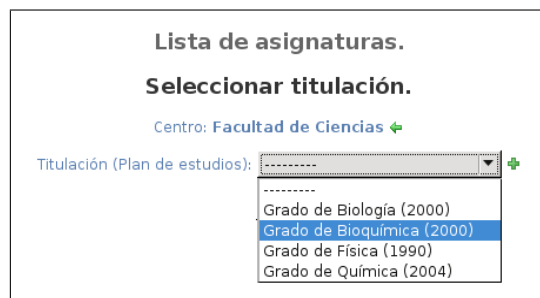 Lista de asignaturas.
Seleccionar titulación.
Centro: Facultad de Ciencias
Titulación (Plan de estudios): ---------
---------
Grado de Biología (2000)
Grado de Bioquímica (2000)
Grado de Física (1990)
Grado de Química (2004)